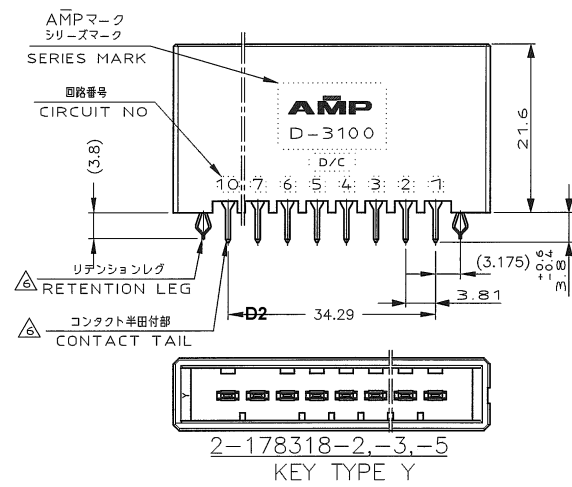 AMPマーク
シリーズマーク
SERIES MARK
回路番号
CIRCUIT NO
(3.8)
AMP
D-3100
D/C
10 7 6 5 4 3 2 1
21.6
リテンションレグ
6 RETENTION LEG
(3.175)
+0.6
-0.4
3.8
3.81
コンタクト半田付部
6 CONTACT TAIL
D2 34.29
Y
2-178318-2,-3,-5
KEY TYPE Y